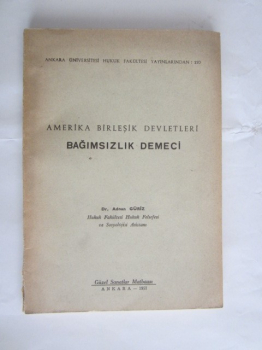 ANKARA ÜNİVERSİTESİ HUKUK FAKÜLTESİ YAYINLARINDAN:
AMERİKA BİRLEŞİK DEVLETLERİ
BAĞIMSIZLIK DEMECİ
Dr. Adnan GÜRİZ
Hukuk Fakültesi Hukuk Felsefesi
ve Sosyolojisi Asistanı
Güzel Sanatlar Matbaası
ANKARA —